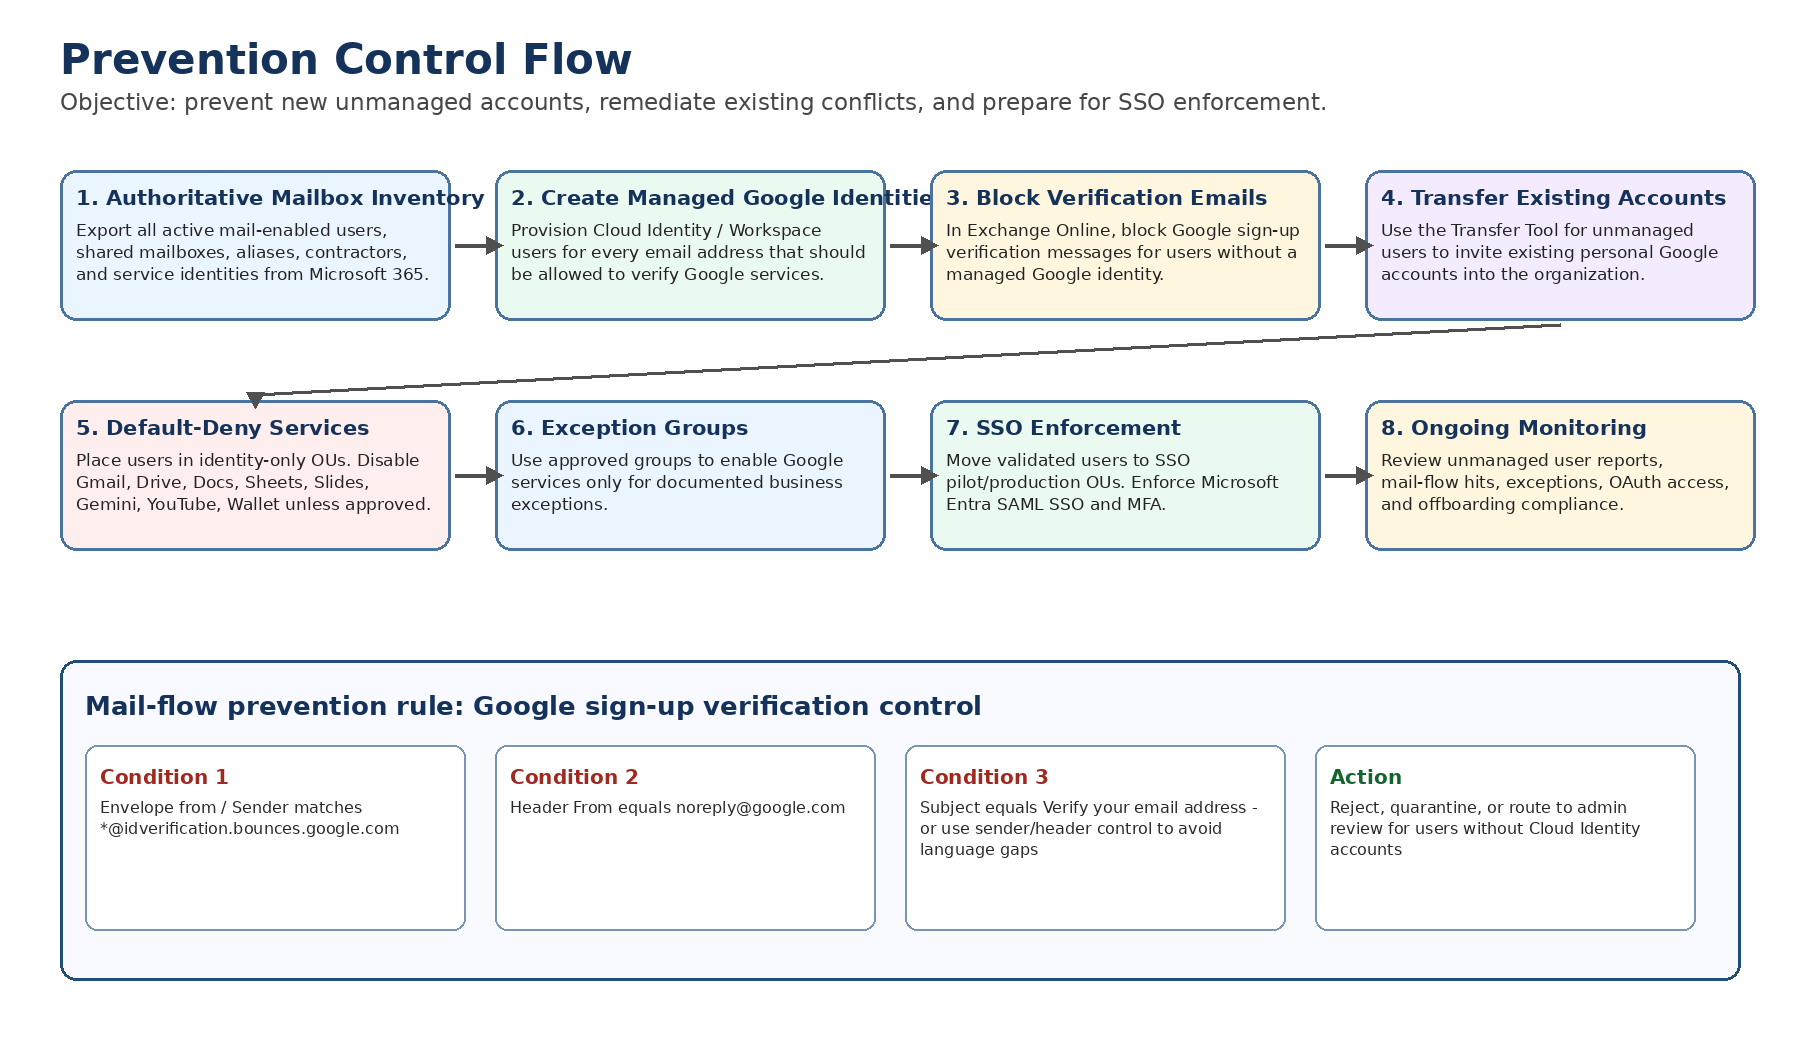 Prevention Control Flow
Objective: prevent new unmanaged accounts, remediate existing conflicts, and prepare for SSO enforcement.
1. Authoritative Mailbox Inventory
Export all active mail-enabled users,
shared mailboxes, aliases, contractors,
and service identities from Microsoft 365.
2. Create Managed Google Identitie
Provision Cloud Identity / Workspace
users for every email address that should
be allowed to verify Google services.
3. Block Verification Emails
In Exchange Online, block Google sign-up
verification messages for users without a
managed Google identity.
4. Transfer Existing Accounts
Use the Transfer Tool for unmanaged
users to invite existing personal Google
accounts into the organization.
5. Default-Deny Services
Place users in identity-only OUs. Disable
Gmail, Drive, Docs, Sheets, Slides,
Gemini, YouTube, Wallet unless approved.
6. Exception Groups
Use approved groups to enable Google
services only for documented business
exceptions.
7. SSO Enforcement
Move validated users to SSO
pilot/production OUs. Enforce Microsoft
Entra SAML SSO and MFA.
8. Ongoing Monitoring
Review unmanaged user reports,
mail-flow hits, exceptions, OAuth access,
and offboarding compliance.
Mail-flow prevention rule: Google sign-up verification control
Condition 1
Envelope from / Sender matches
*@idverification.bounces.google.com
Condition 2
Header From equals noreply@google.com
Condition 3
Subject equals Verify your email address -
or use sender/header control to avoid
language gaps
Action
Reject, quarantine, or route to admin
review for users without Cloud Identity
accounts